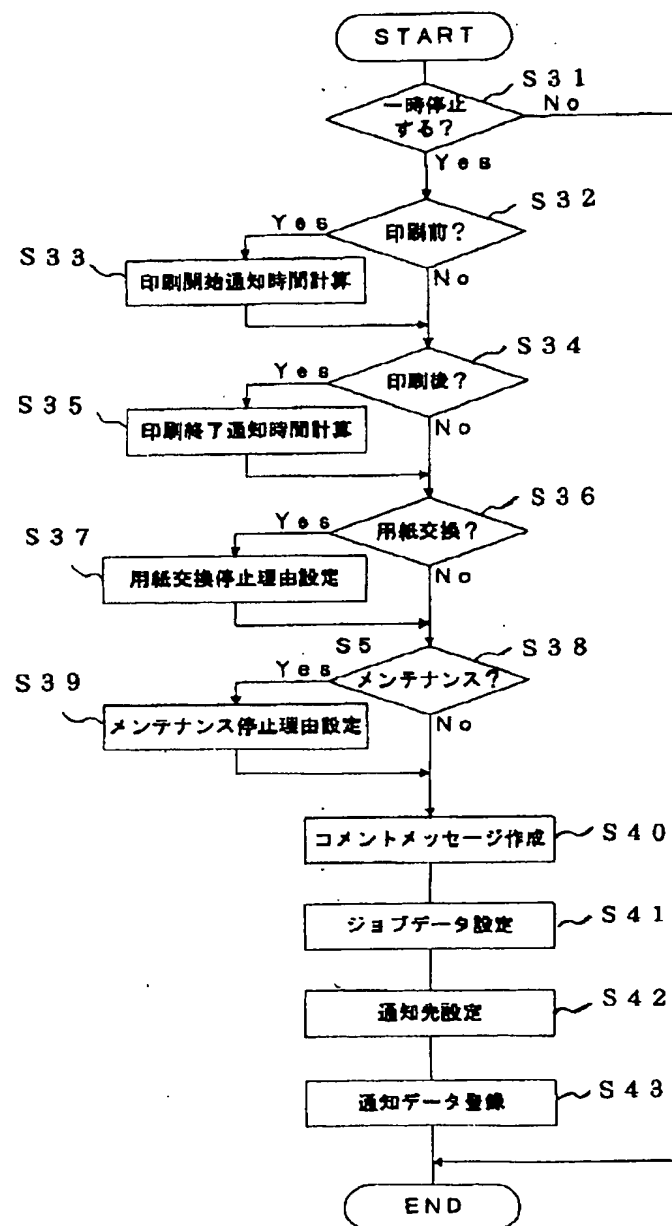 START
S31
一時停止
する?
No
Yes
S32
Yes
印刷前?
S33
印刷開始通知時間計算
No
S34
Yes
印刷後?
S35
印刷終了通知時間計算
No
S36
Yes
用紙交換?
S37
用紙交換停止理由設定
No
S5
S38
Yes
メンテナンス?
S39
メンテナンス停止理由設定
No
コメントメッセージ作成
S40
ジョブデータ設定
S41
通知先設定
S42
通知データ登録
S43
END